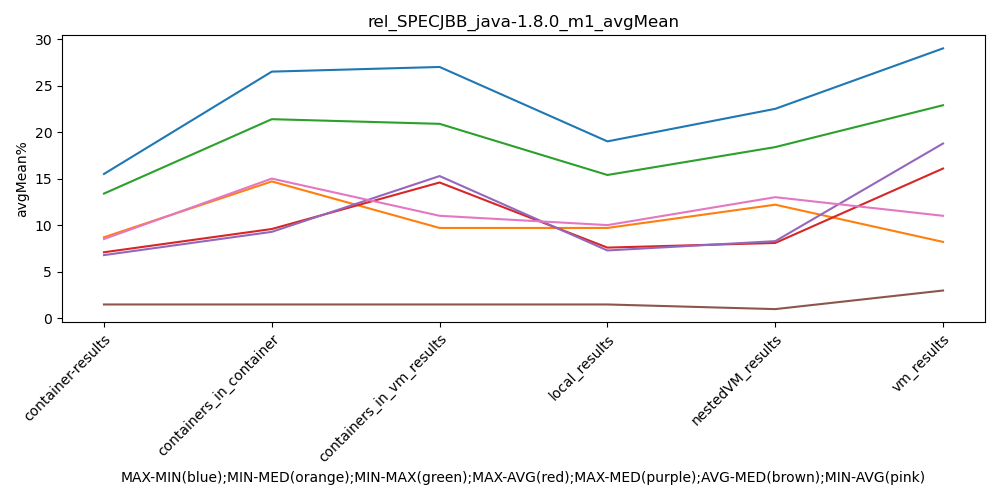 rel_SPECJBB_java-1.8.0_m1_avgMean
avgMean%
30
25
20
15
10
5
0
container-results
containers_in_container
containers_in_vm_results
local_results
nestedVM_results
vm_results
MAX-MIN(blue);MIN-MED(orange);MIN-MAX(green);MAX-AVG(red);MAX-MED(purple);AVG-MED(brown);MIN-AVG(pink)